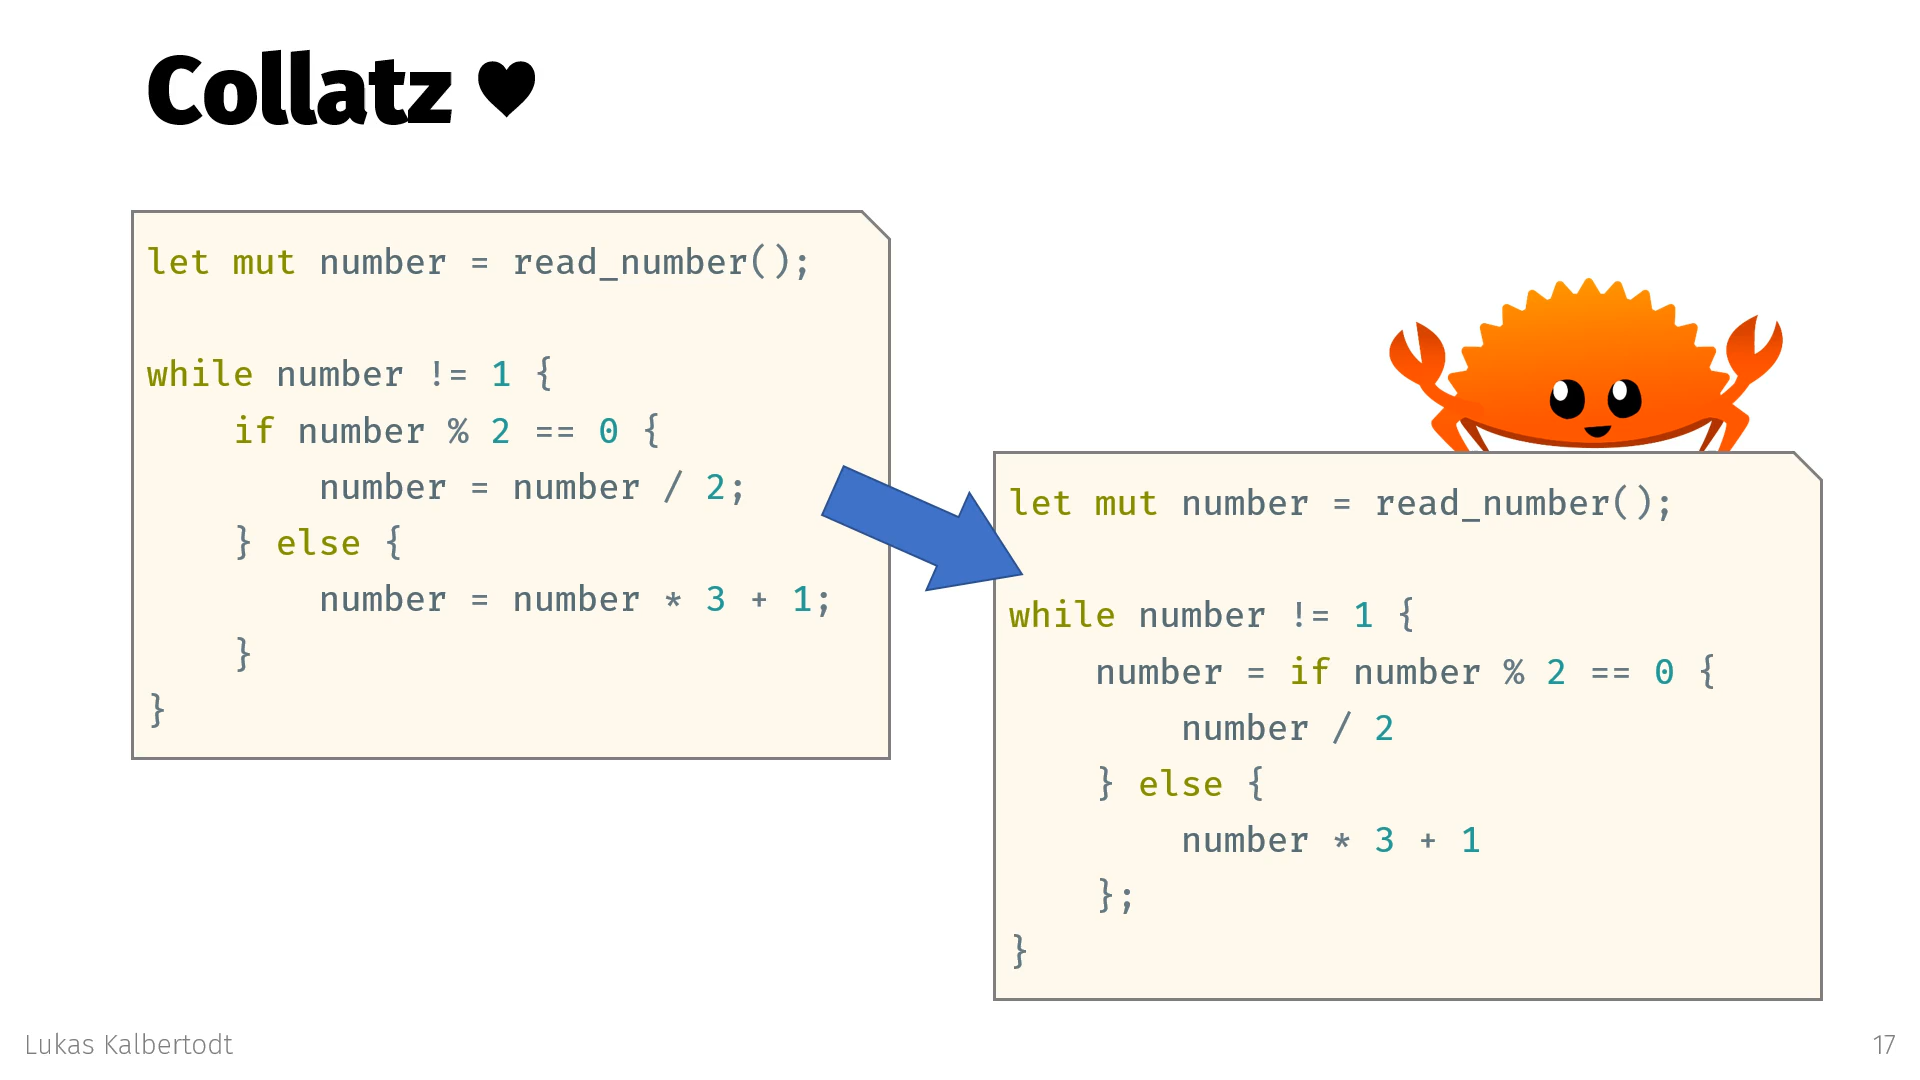 Collatz ♥
let mut number = read_number();
while number != 1 {
    if number % 2 == 0 {
        number = number / 2;
    } else {
        number = number * 3 + 1;
    }
}
let mut number = read_number();
while number != 1 {
    number = if number % 2 == 0 {
        number / 2
    } else {
        number * 3 + 1
    };
}
Lukas Kalbertodt
17